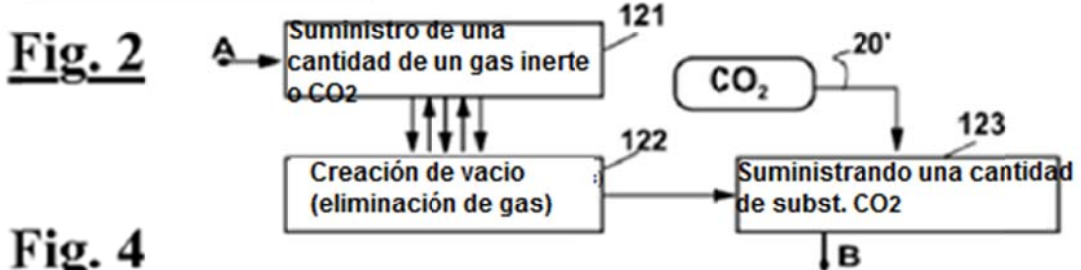 Fig. 2
A
Suministro de una
cantidad de un gas inerte
o CO2
121
CO₂
20'
122
Creación de vacio
(eliminación de gas)
123
Suministrando una cantidad
de subst. CO2
B
Fig. 4